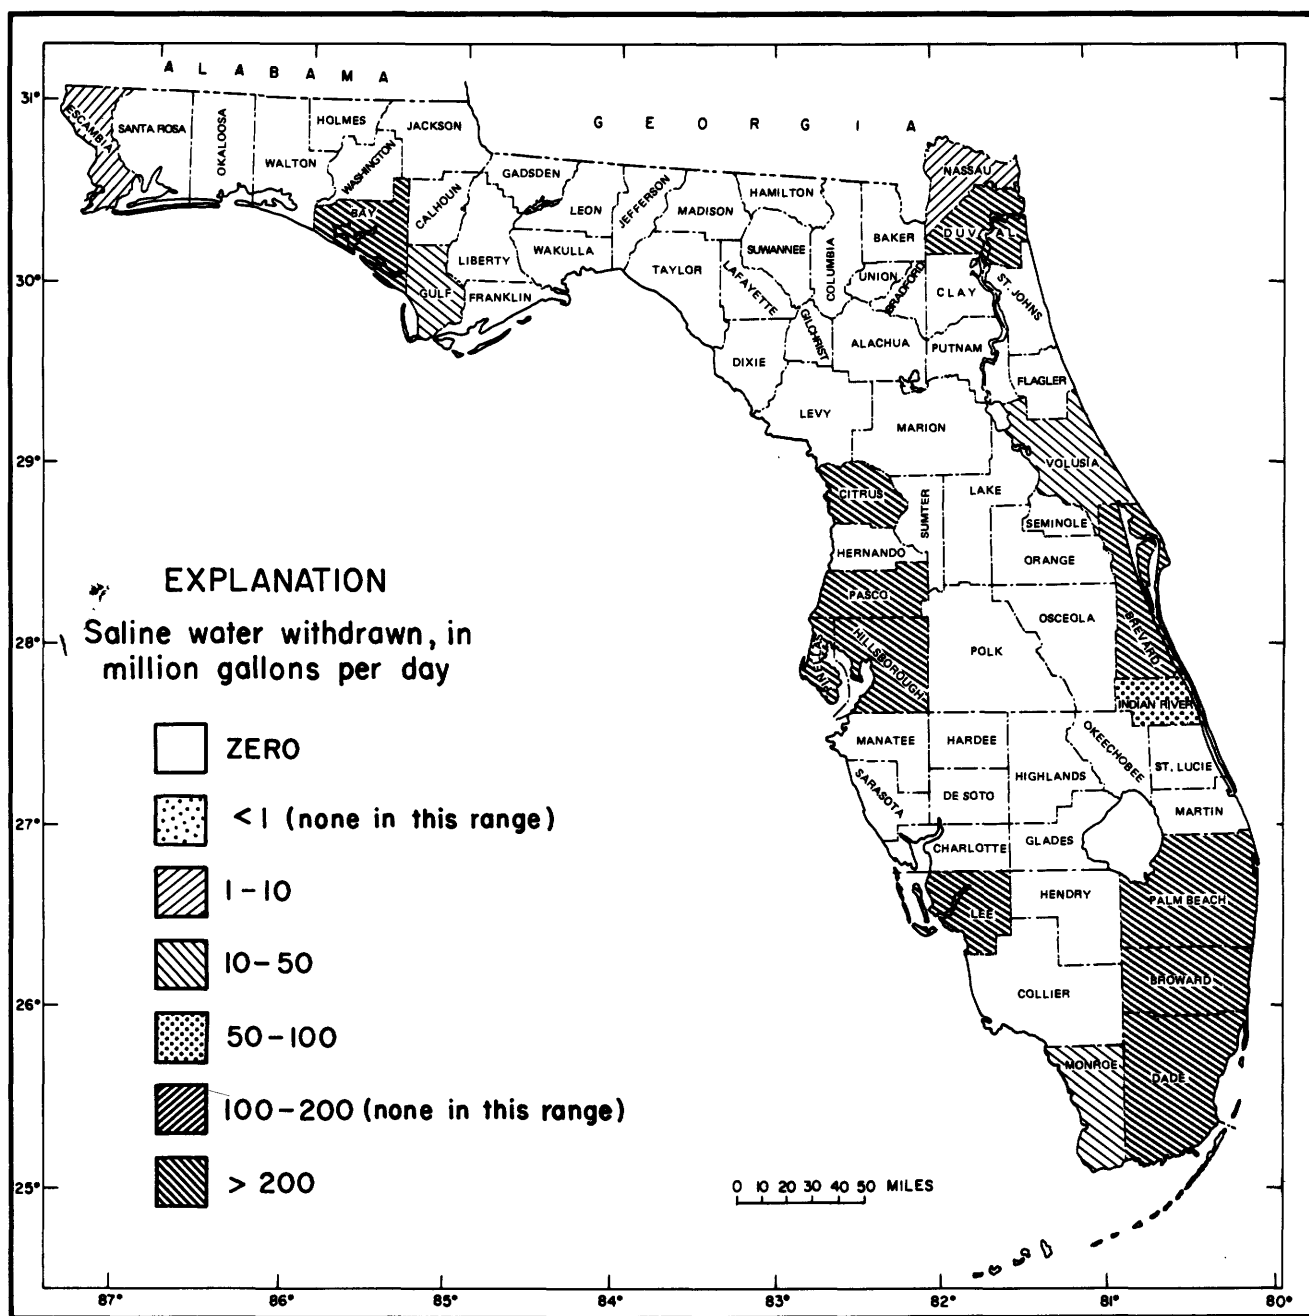 A L A B A M A
G E O R G I A
31°
30°
29°
28°
27°
26°
25°
ESCAMBIA
SANTA ROSA
OKALOOSA
WALTON
HOLMES
WASHINGTON
JACKSON
BAY
CALHOUN
GULF
GADSDEN
LIBERTY
FRANKLIN
LEON
WAKULLA
JEFFERSON
MADISON
TAYLOR
HAMILTON
SUWANNEE
LAFAYETTE
DIXIE
COLUMBIA
GILCHRIST
BAKER
UNION
BRADFORD
ALACHUA
LEVY
NASSAU
DUVAL
CLAY
ST. JOHNS
PUTNAM
FLAGLER
MARION
VOLUSIA
CITRUS
SUMTER
LAKE
SEMINOLE
HERNANDO
ORANGE
PASCO
OSCEOLA
BREVARD
PINELLAS
HILLSBOROUGH
POLK
INDIAN RIVER
MANATEE
HARDEE
OKEECHOBEE
ST. LUCIE
SARASOTA
DE SOTO
HIGHLANDS
MARTIN
CHARLOTTE
GLADES
LEE
HENDRY
PALM BEACH
COLLIER
BROWARD
MONROE
DADE
EXPLANATION
Saline water withdrawn, in
million gallons per day
ZERO
<1 (none in this range)
1-10
10-50
50-100
100-200 (none in this range)
> 200
0 10 20 30 40 50 MILES
87° 86° 85° 84° 83° 82° 81° 80°